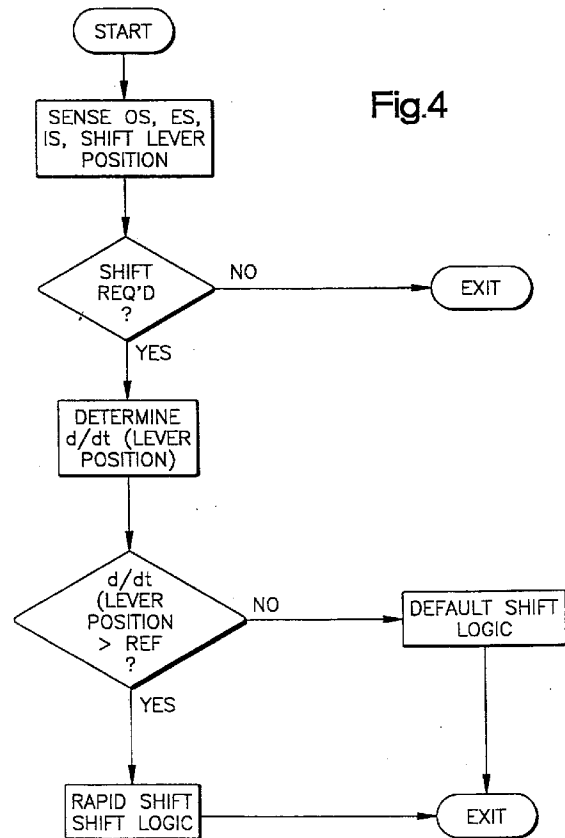 START
Fig.4
SENSE OS, ES,
IS, SHIFT LEVER
POSITION
SHIFT
REQ'D
?
NO
EXIT
YES
DETERMINE
d/dt (LEVER
POSITION)
d/dt
(LEVER
POSITION
> REF
?
NO
DEFAULT SHIFT
LOGIC
YES
RAPID SHIFT
SHIFT LOGIC
EXIT